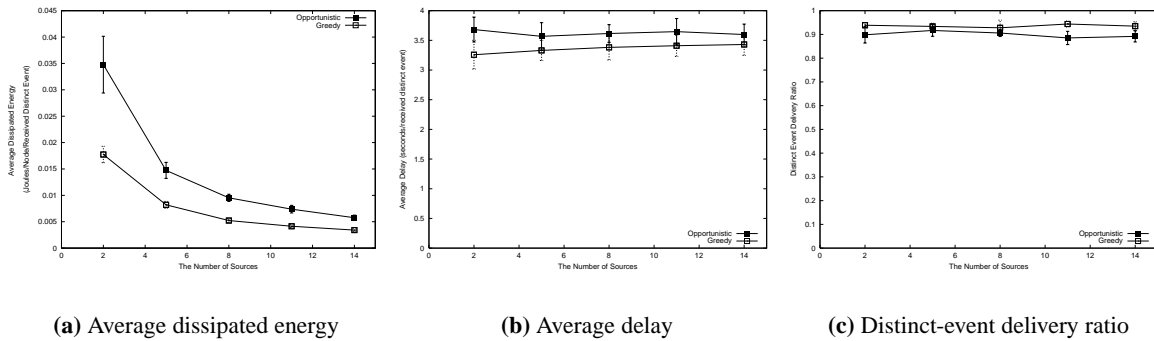 Average Dissipated Energy
(Joules/Node/Received Distinct Event)
0.045
0.04
0.035
0.03
0.025
0.02
0.015
0.01
0.005
0
0 2 4 6 8 10 12 14
The Number of Sources
Opportunistic
Greedy
(a) Average dissipated energy
Average Delay (seconds/received distinct event)
4
3.5
3
2.5
2
1.5
1
0.5
0
0 2 4 6 8 10 12 14
The Number of Sources
Opportunistic
Greedy
(b) Average delay
Distinct Event Delivery Ratio
1
0.9
0.8
0.7
0.6
0.5
0.4
0.3
0.2
0.1
0
0 2 4 6 8 10 12 14
The Number of Sources
Opportunistic
Greedy
(c) Distinct-event delivery ratio